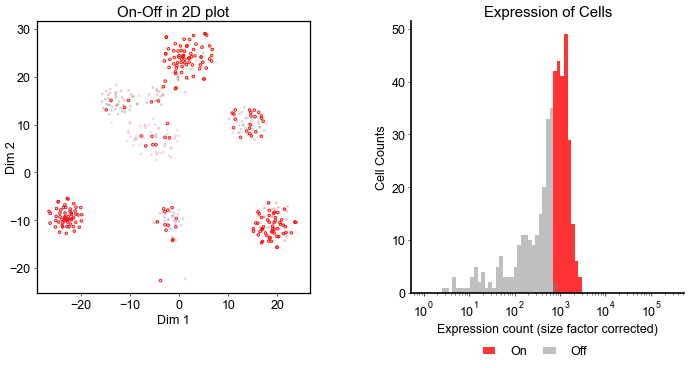 On-Off in 2D plot
30
20
10
0
−10
−20
Dim 2
−20
−10
0
10
20
Dim 1
Expression of Cells
50
40
30
20
10
0
Cell Counts
10^0
10^1
10^2
10^3
10^4
10^5
Expression count (size factor corrected)
On
Off